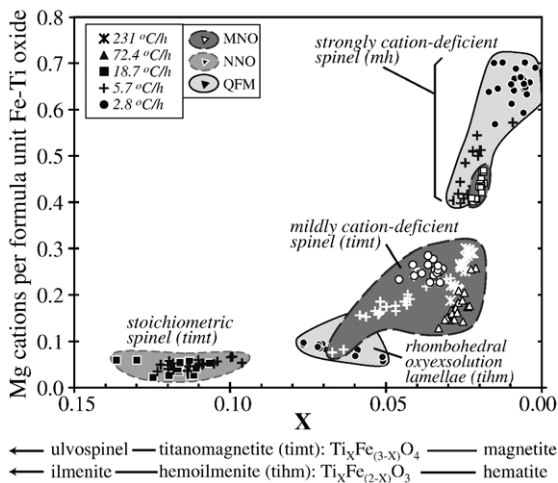 231 °C/h
72.4 °C/h
18.7 °C/h
5.7 °C/h
2.8 °C/h
MNO
NNO
QFM
strongly cation-deficient
spinel (mh)
mildly cation-deficient
spinel (timt)
stoichiometric
spinel (timt)
rhombohedral
oxyexsolution
lamellae (tihm)
Mg cations per formula unit Fe-Ti oxide
0.8
0.7
0.6
0.5
0.4
0.3
0.2
0.1
0.0
0.15
0.10
0.05
0.00
X
ulvospinel titanomagnetite (timt): TiXFe(3-X)O4 magnetite
ilmenite hemoilmenite (tihm): TiXFe(2-X)O3 hematite